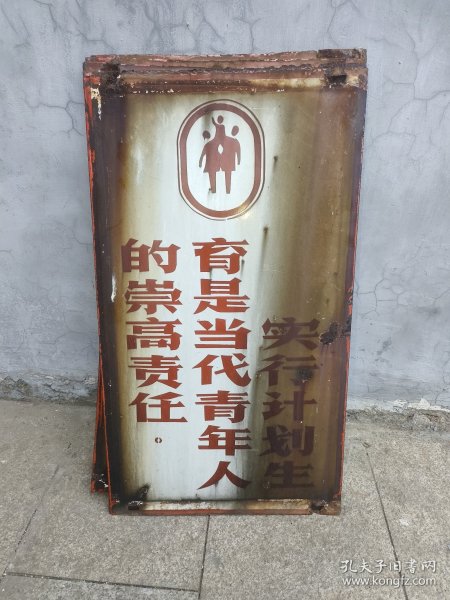 实行计划生
育是当代青年人
的崇高责任。
孔夫子旧书网
www.kongfz.com